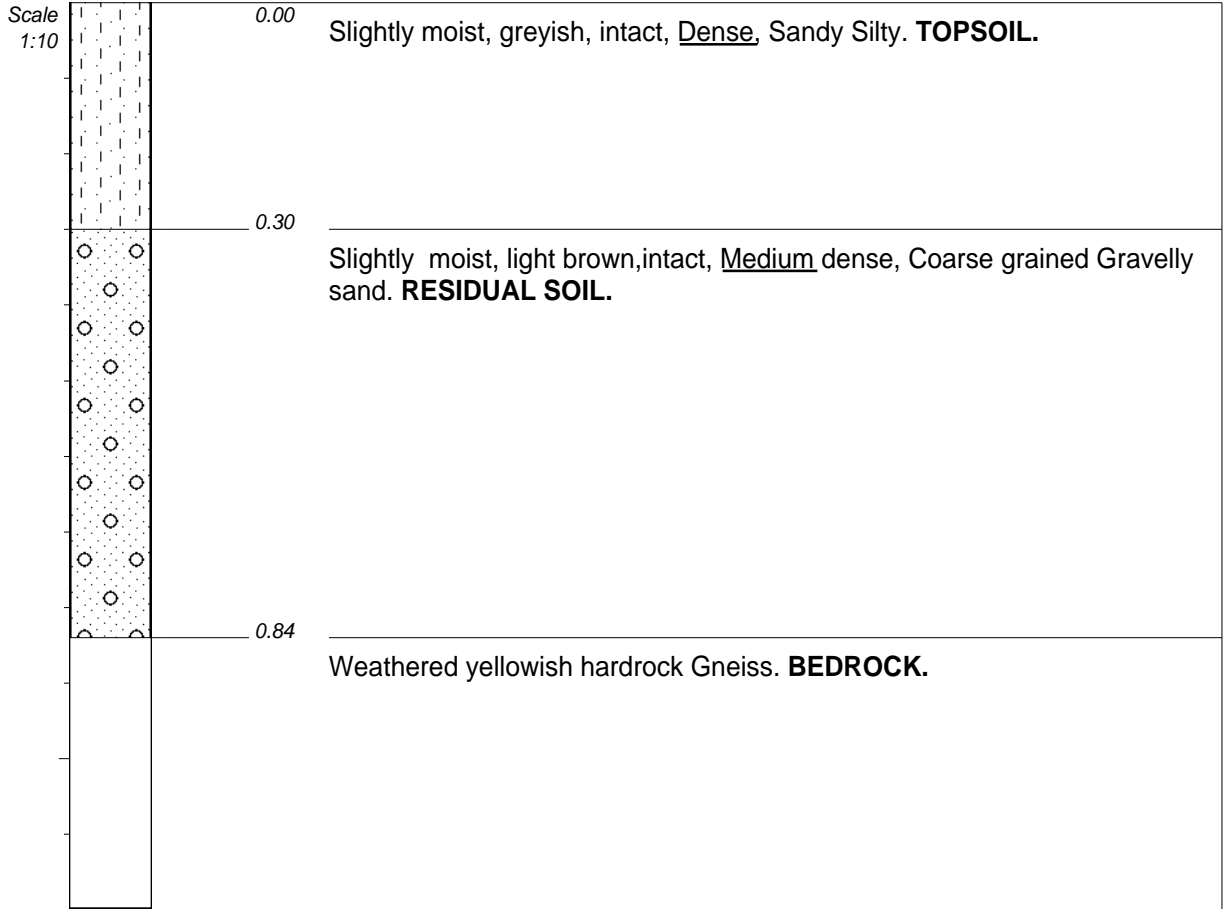 Scale
1:10
0.00
Slightly moist, greyish, intact, Dense, Sandy Silty. TOPSOIL.
0.30
Slightly  moist, light brown,intact, Medium dense, Coarse grained Gravelly
sand. RESIDUAL SOIL.
0.84
Weathered yellowish hardrock Gneiss. BEDROCK.